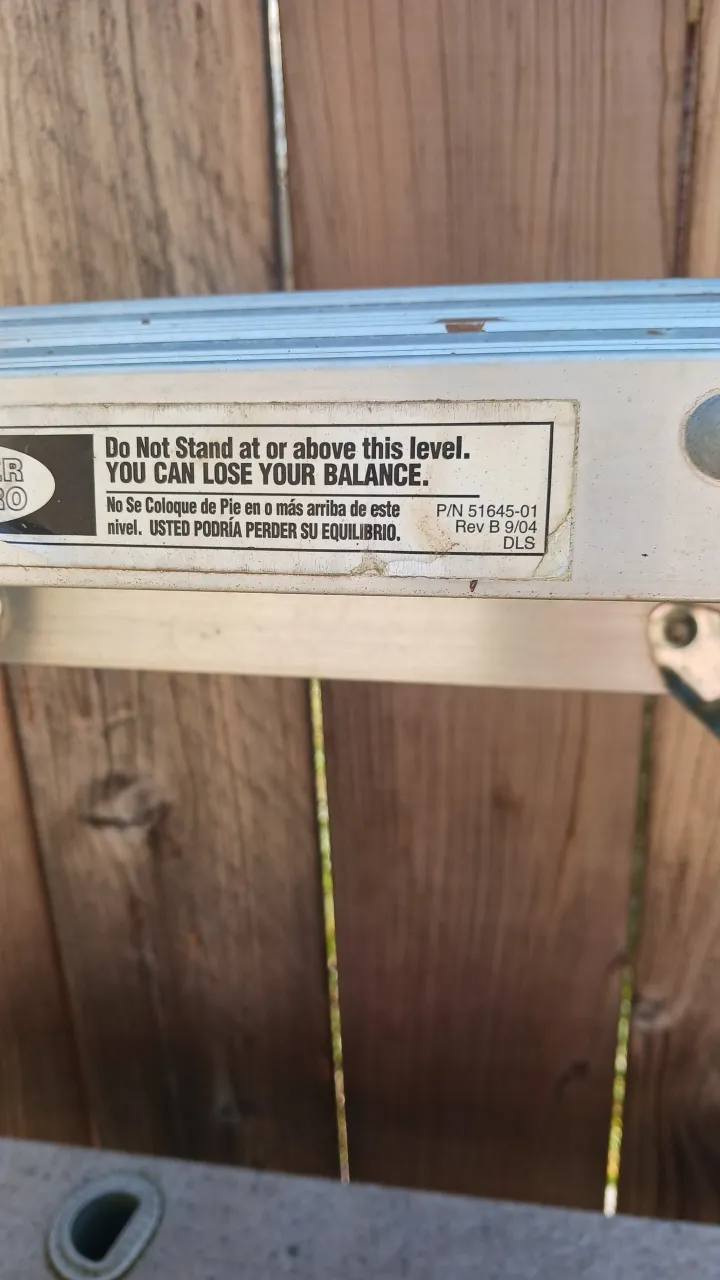 Do Not Stand at or above this level.
YOU CAN LOSE YOUR BALANCE.
No Se Coloque de Pie en o más arriba de este
nivel. USTED PODRÍA PERDER SU EQUILIBRIO.
P/N 51645-01
Rev B 9/04
DLS